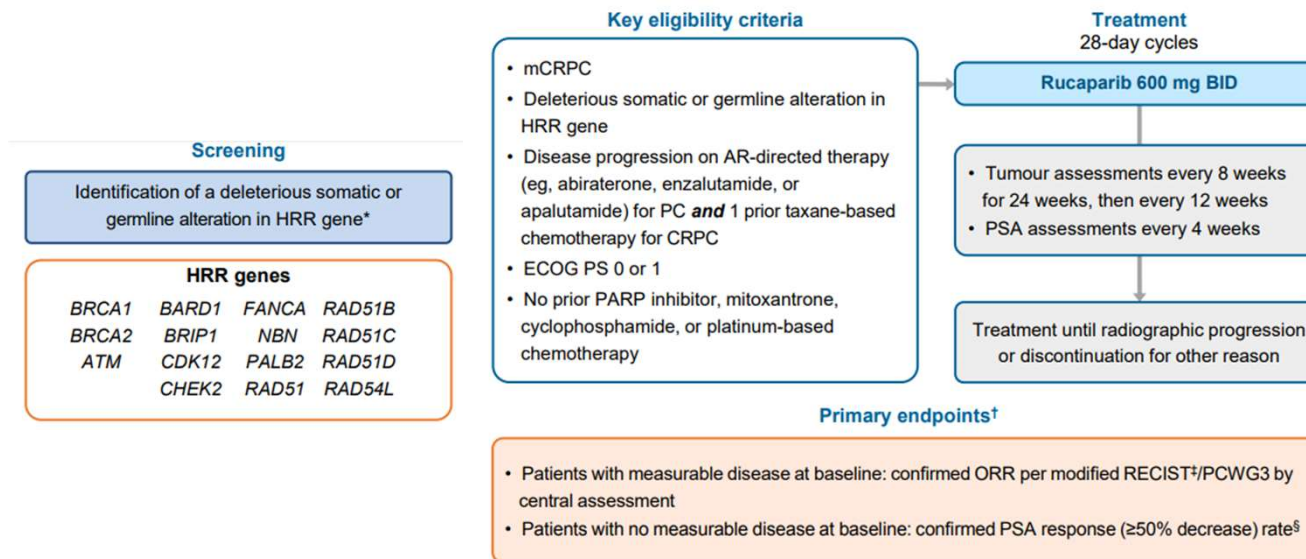 Screening
Identification of a deleterious somatic or
germline alteration in HRR gene*
HRR genes
BRCA1 BARD1 FANCA RAD51B
BRCA2 BRIP1 NBN RAD51C
ATM CDK12 PALB2 RAD51D
CHEK2 RAD51 RAD54L
Key eligibility criteria
• mCRPC
• Deleterious somatic or germline alteration in
HRR gene
• Disease progression on AR-directed therapy
(eg, abiraterone, enzalutamide, or
apalutamide) for PC and 1 prior taxane-based
chemotherapy for CRPC
• ECOG PS 0 or 1
• No prior PARP inhibitor, mitoxantrone,
cyclophosphamide, or platinum-based
chemotherapy
Treatment
28-day cycles
Rucaparib 600 mg BID
• Tumour assessments every 8 weeks
for 24 weeks, then every 12 weeks
• PSA assessments every 4 weeks
Treatment until radiographic progression
or discontinuation for other reason
Primary endpoints†
• Patients with measurable disease at baseline: confirmed ORR per modified RECIST‡/PCWG3 by
central assessment
• Patients with no measurable disease at baseline: confirmed PSA response (≥50% decrease) rate§